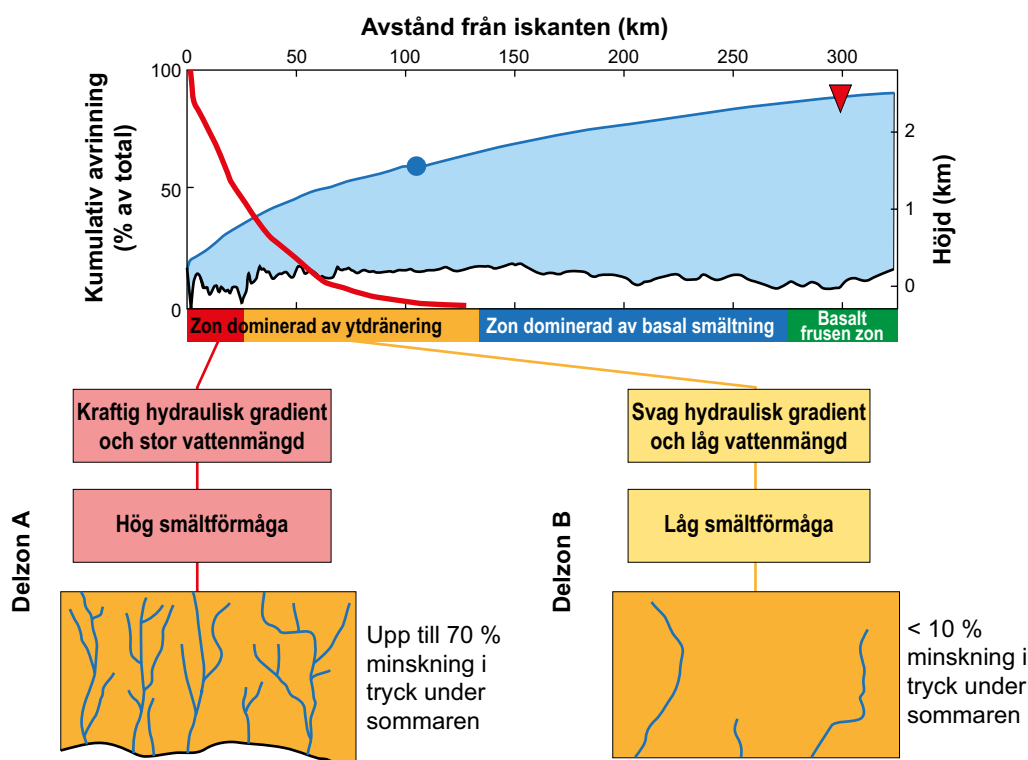 Avstånd från iskanten (km)
0 50 100 150 200 250 300
Kumulativ avrinning
(% av total)
100
50
0
Höjd (km)
2
1
0
Zon dominerad av ytdränering
Zon dominerad av basal smältning
Basalt
frusen zon
Delzon A
Kraftig hydraulisk gradient
och stor vattenmängd
Hög smältförmåga
Upp till 70 %
minskning i
tryck under
sommaren
Delzon B
Svag hydraulisk gradient
och låg vattenmängd
Låg smältförmåga
< 10 %
minskning i
tryck under
sommaren